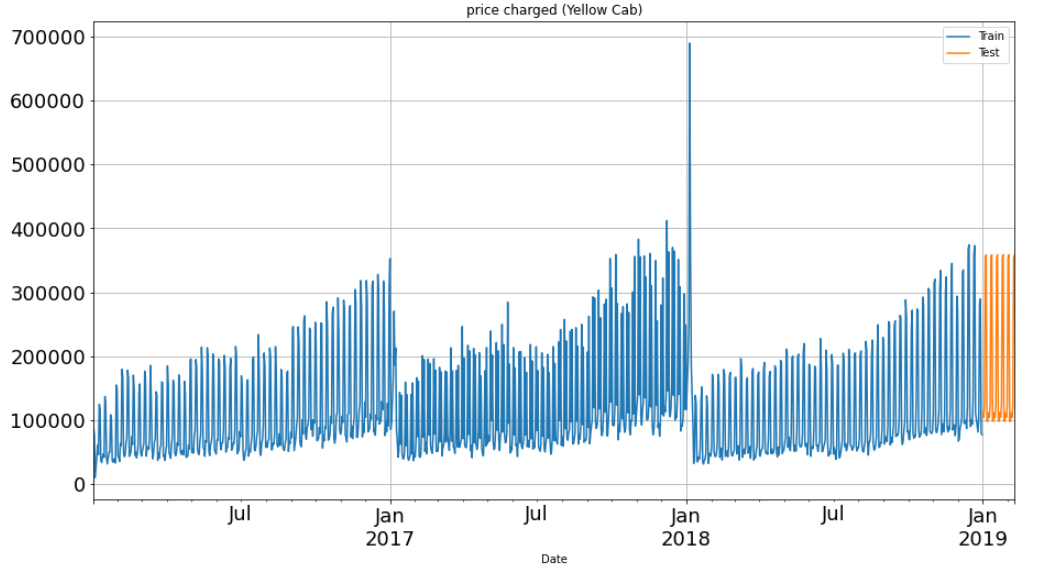 price charged (Yellow Cab)
700000
600000
500000
400000
300000
200000
100000
0
Train
Test
Jul
Jan
2017
Jul
Jan
2018
Jul
Jan
2019
Date